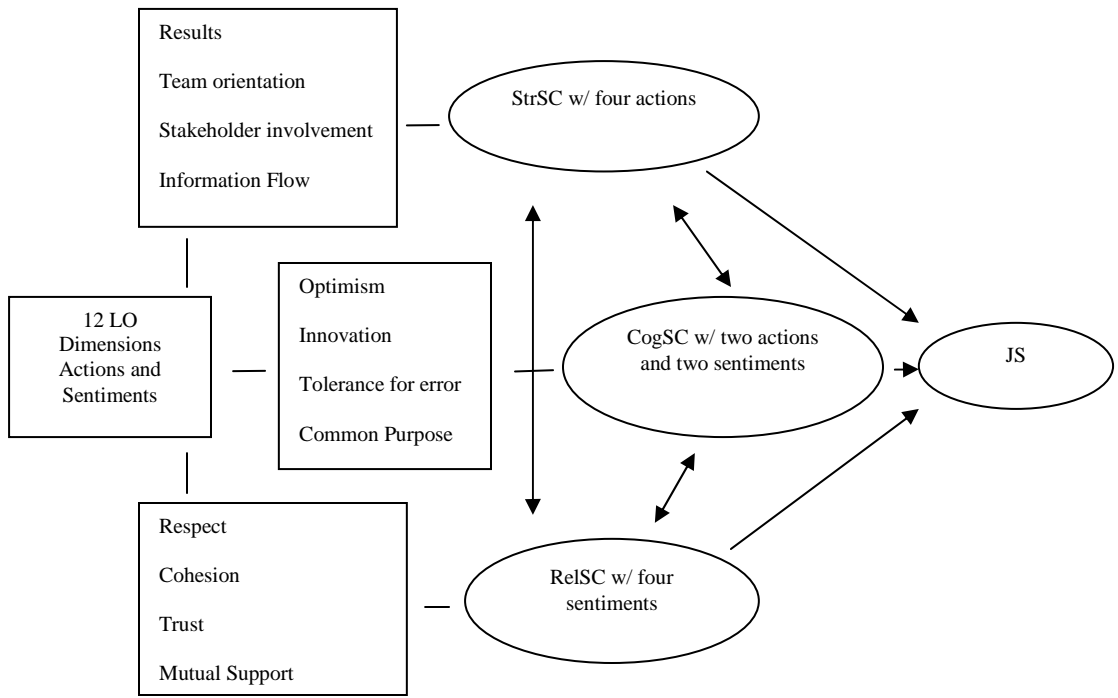 Results
Team orientation
Stakeholder involvement
Information Flow
StrSC w/ four actions
12 LO
Dimensions
Actions and
Sentiments
Optimism
Innovation
Tolerance for error
Common Purpose
CogSC w/ two actions
and two sentiments
JS
Respect
Cohesion
Trust
Mutual Support
RelSC w/ four
sentiments